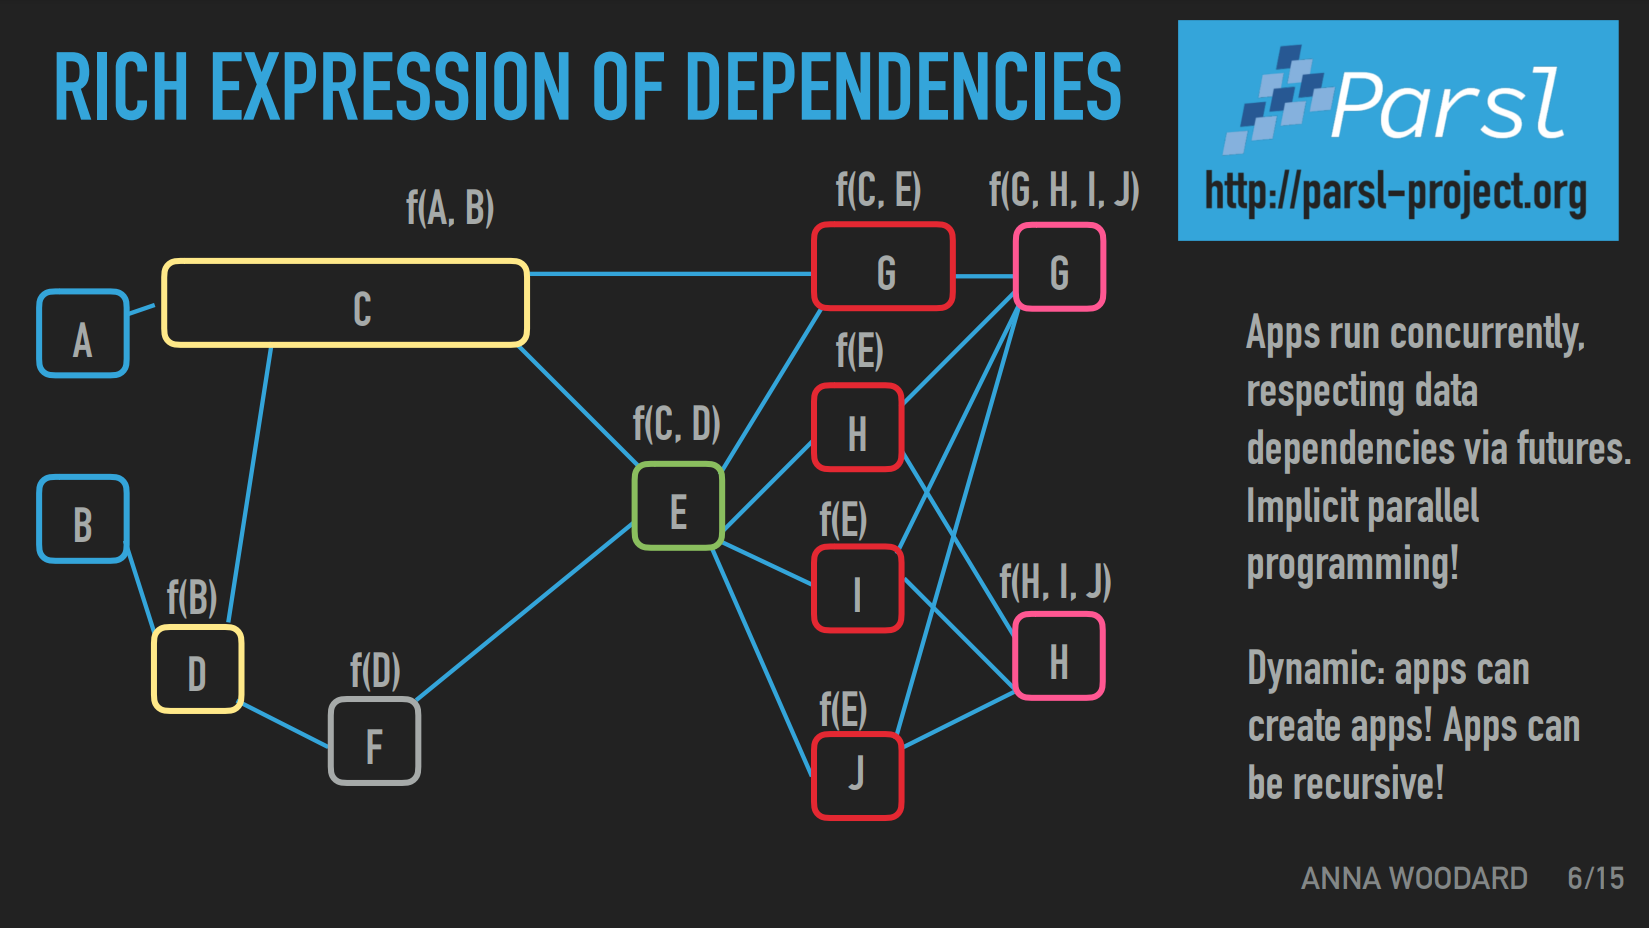 RICH EXPRESSION OF DEPENDENCIES
Parsl
http://parsl-project.org
f(A, B)
f(C, E)
f(G, H, I, J)
A
C
G
G
f(E)
H
B
f(C, D)
E
f(E)
I
f(B)
D
f(D)
F
f(E)
J
f(H, I, J)
H
Apps run concurrently,
respecting data
dependencies via futures.
Implicit parallel
programming!
Dynamic: apps can
create apps! Apps can
be recursive!
ANNA WOODARD 6/15